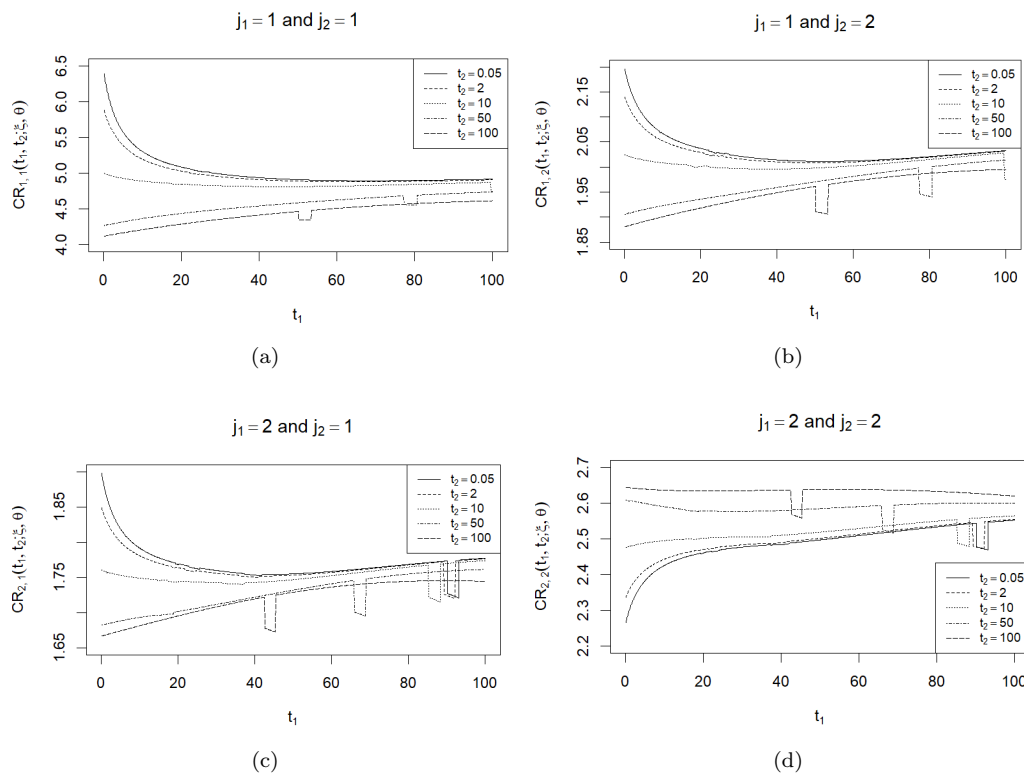 j₁ = 1 and j₂ = 1
CR₁, ₁(t₁, t₂;ξ, θ)
6.5
6.0
5.5
5.0
4.5
4.0
t₂ = 0.05
t₂ = 2
t₂ = 10
t₂ = 50
t₂ = 100
0 20 40 60 80 100
t₁
(a)
j₁ = 1 and j₂ = 2
CR₁, ₂(t₁, t₂;ξ, θ)
2.15
2.05
1.95
1.85
t₂ = 0.05
t₂ = 2
t₂ = 10
t₂ = 50
t₂ = 100
0 20 40 60 80 100
t₁
(b)
j₁ = 2 and j₂ = 1
CR₂, ₁(t₁, t₂;ξ, θ)
1.85
1.75
1.65
t₂ = 0.05
t₂ = 2
t₂ = 10
t₂ = 50
t₂ = 100
0 20 40 60 80 100
t₁
(c)
j₁ = 2 and j₂ = 2
CR₂, ₂(t₁, t₂;ξ, θ)
2.7
2.6
2.5
2.4
2.3
2.2
t₂ = 0.05
t₂ = 2
t₂ = 10
t₂ = 50
t₂ = 100
0 20 40 60 80 100
t₁
(d)